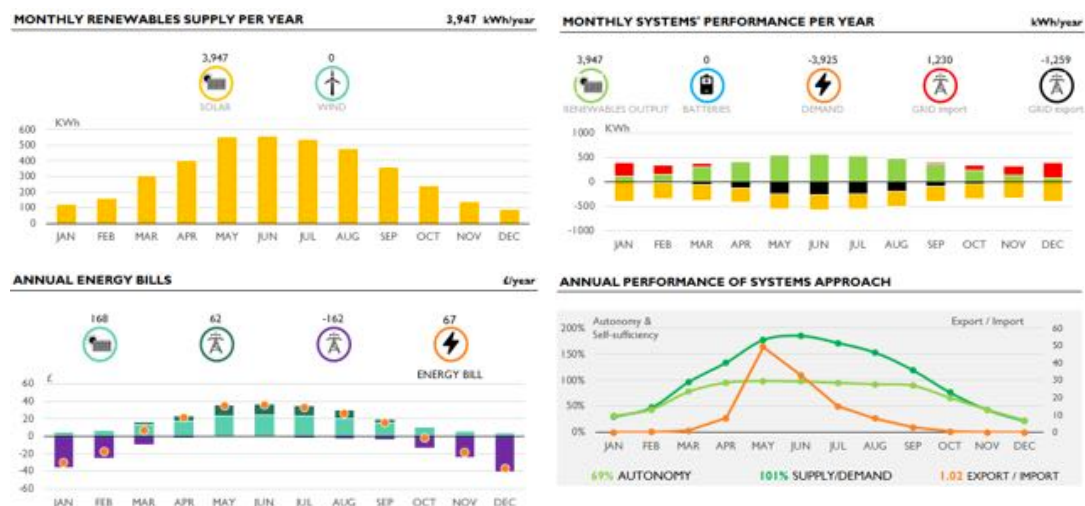 MONTHLY RENEWABLES SUPPLY PER YEAR 3,947 kWh/year
3,947 0
SOLAR WIND
KWh
600
500
400
300
200
100
0
JAN FEB MAR APR MAY JUN JUL AUG SEP OCT NOV DEC
MONTHLY SYSTEMS' PERFORMANCE PER YEAR kWh/year
3,947 0 -3,925 1,230 -1,259
RENEWABLES OUTPUT BATTERIES DEMAND GRID export GRID export
KWh
1000
500
0
-500
-1000
JAN FEB MAR APR MAY JUN JUL AUG SEP OCT NOV DEC
ANNUAL ENERGY BILLS £/year
168 62 -162 67
ENERGY BILL
£
60
40
20
0
-20
-40
-60
JAN FEB MAR APR MAY JUN JUL AUG SEP OCT NOV DEC
ANNUAL PERFORMANCE OF SYSTEMS APPROACH
Autonomy &
Self-sufficiency
Export / Import
200%
150%
100%
50%
0%
60
50
40
30
20
10
0
JAN FEB MAR APR MAY JUN JUL AUG SEP OCT NOV DEC
69% AUTONOMY 101% SUPPLY/DEMAND 1.02 EXPORT / IMPORT